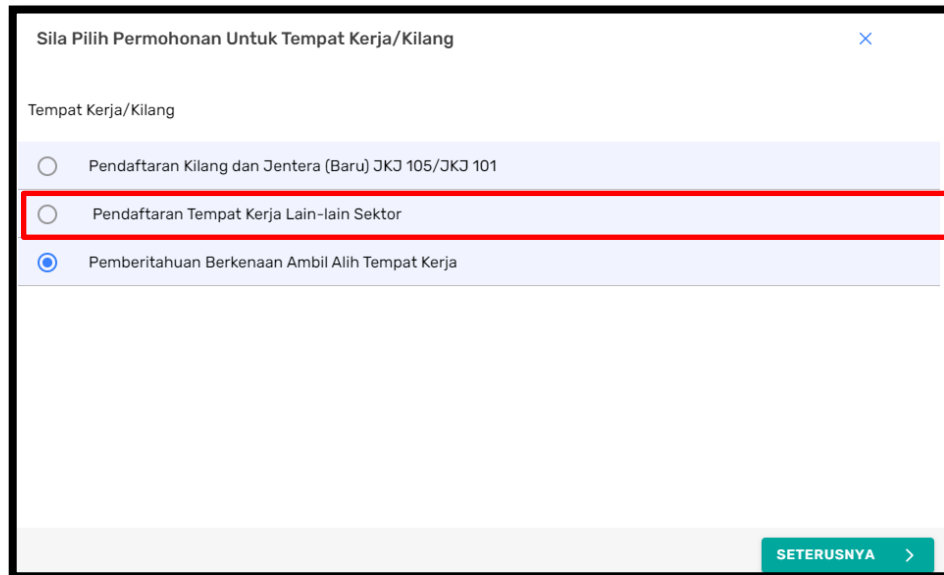 Sila Pilih Permohonan Untuk Tempat Kerja/Kilang
Tempat Kerja/Kilang
Pendaftaran Kilang dan Jentera (Baru) JKJ 105/JKJ 101
Pendaftaran Tempat Kerja Lain-lain Sektor
Pemberitahuan Berkenaan Ambil Alih Tempat Kerja
SETERUSNYA